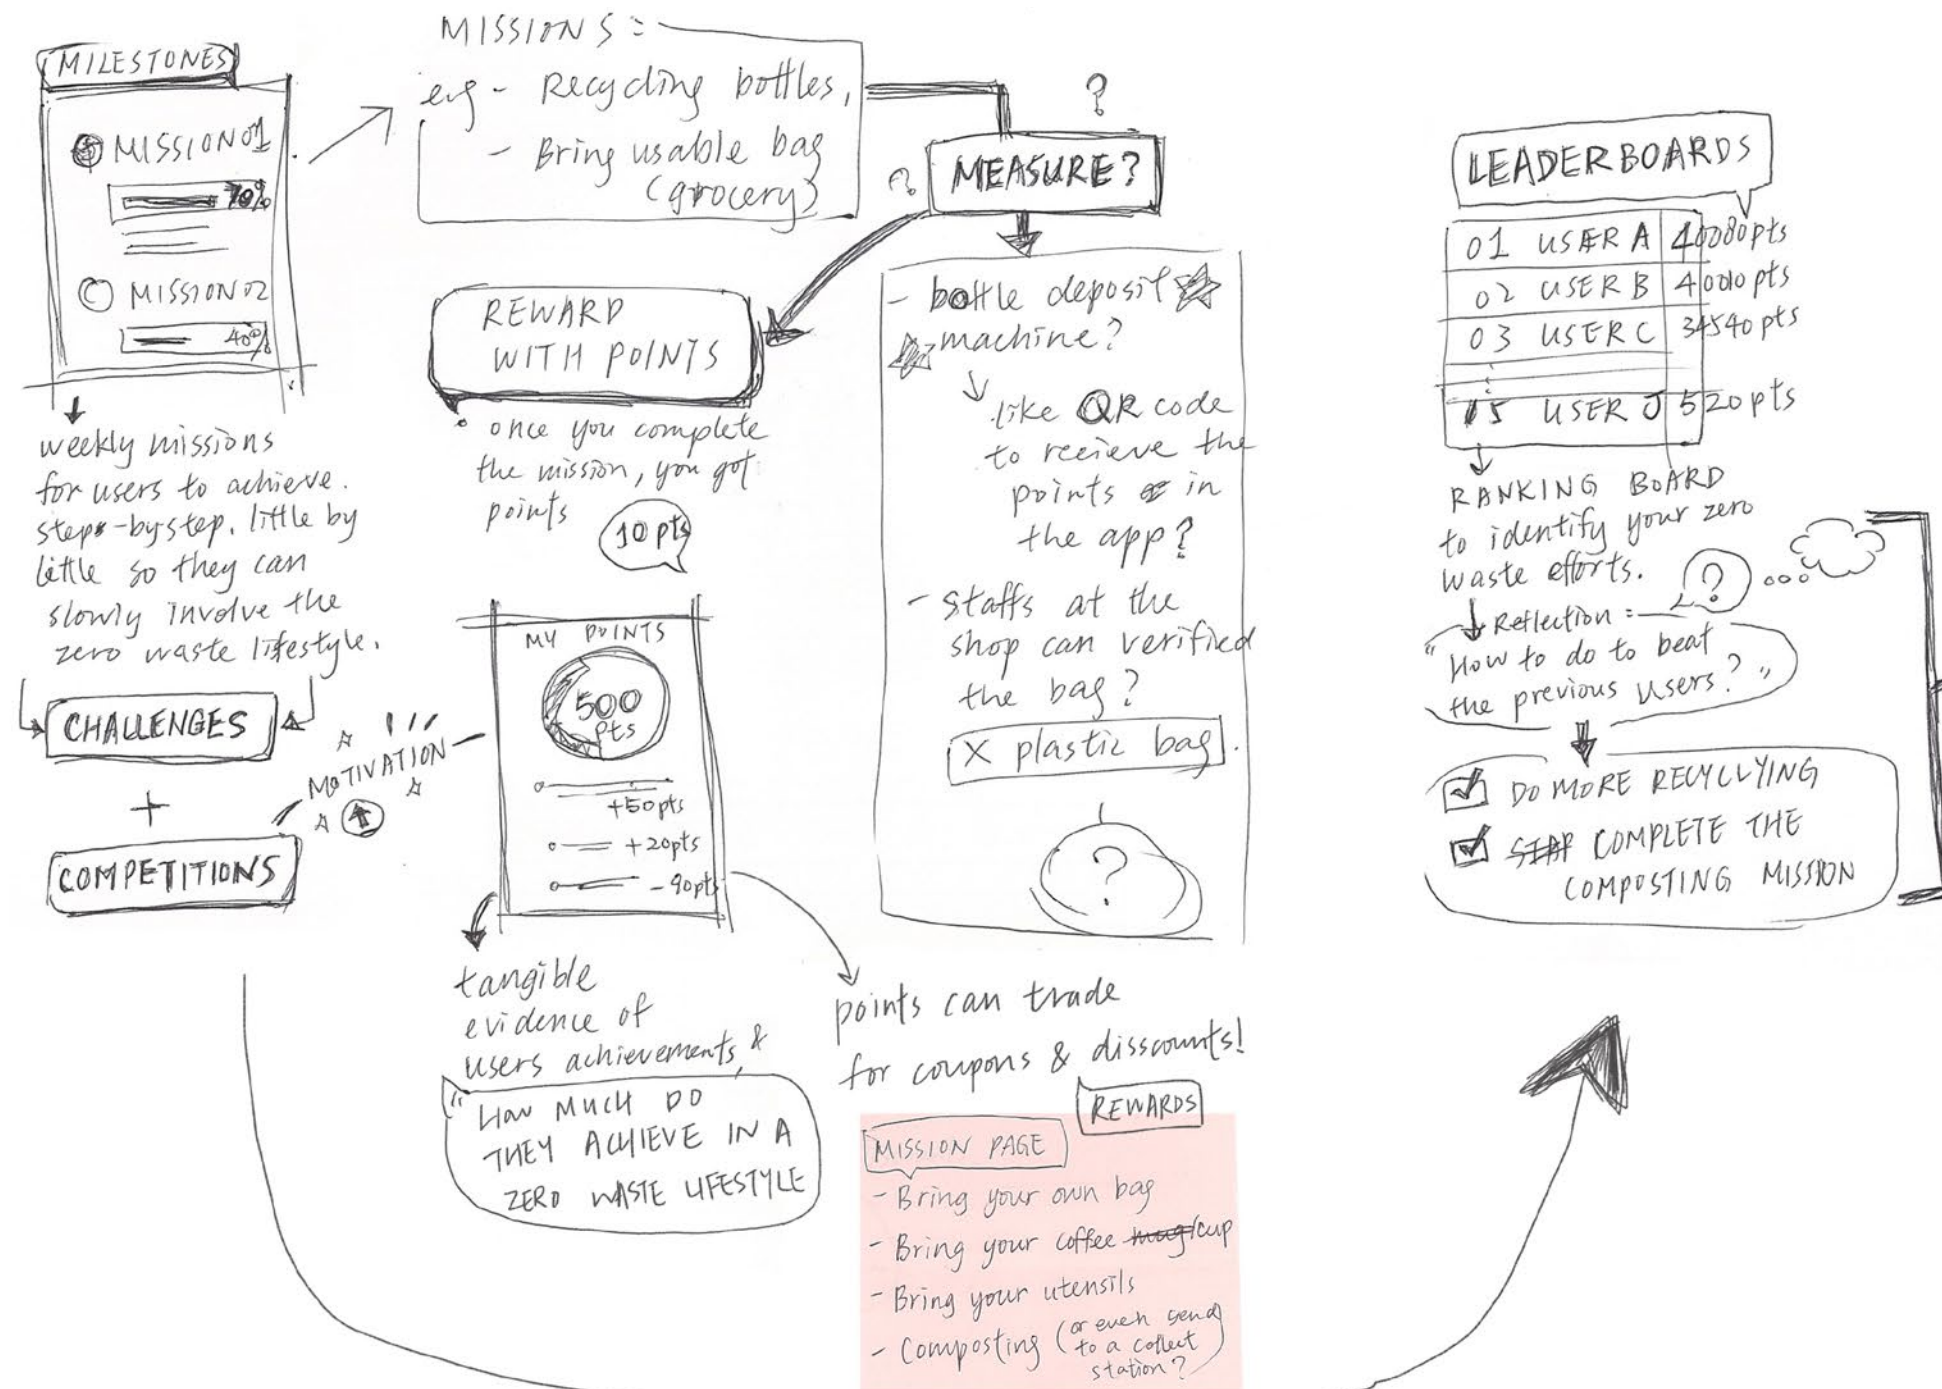 MILESTONES
MISSION 01
70%
MISSION 02
40%
weekly missions
for users to achieve.
step-by-step. little by
little so they can
slowly involve the
zero waste lifestyle.
CHALLENGES
+
COMPETITIONS
MOTIVATION
MISSIONS =
eg - Recycling bottles,
- Bring usable bag
(grocery)
?
?
MEASURE?
REWARD
WITH POINTS
• once you complete
the mission, you got
points
10 pts
MY POINTS
500
pts
+50pts
+20pts
-90pts
tangible
evidence of
users achievements, &
"HOW MUCH DO
THEY ACHIEVE IN A
ZERO WASTE LIFESTYLE
- bottle deposit
machine?
like QR code
to recieve the
points in
the app?
- staffs at the
shop can verified
the bag?
X plastic bag.
?
points can trade
for coupons & disscounts!
REWARDS
MISSION PAGE
- Bring your own bag
- Bring your coffee mug/cup
- Bring your utensils
- Composting (or even send
to a collect
station?)
LEADERBOARDS
01 USER A 40080pts
02 USER B 40010pts
03 USER C 34540pts
15 USER J 520pts
RANKING BOARD
to identify your zero
waste efforts.
?
Reflection =
"How to do to beat
the previous users?"
DO MORE RECYCLYING
COMPLETE THE
COMPOSTING MISSION